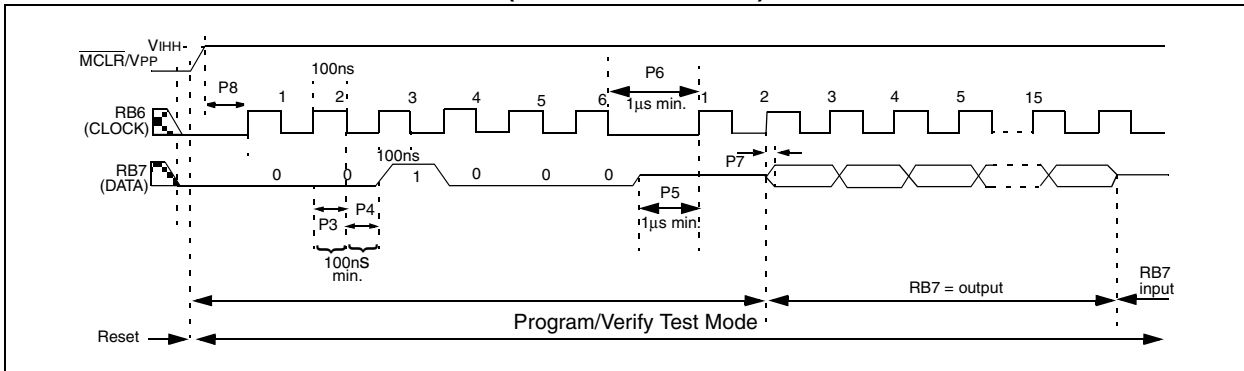 VIHH
MCLR/VPP
100ns
P6
P8
1 2 3 4 5 6 1 2 3 4 5 15
1µs min.
RB6
(CLOCK)
P7
100ns
RB7
(DATA)
0 0 1 0 0 0
P3 P4
P5
1µs min.
100ns
min.
RB7 = output
RB7
input
Program/Verify Test Mode
Reset